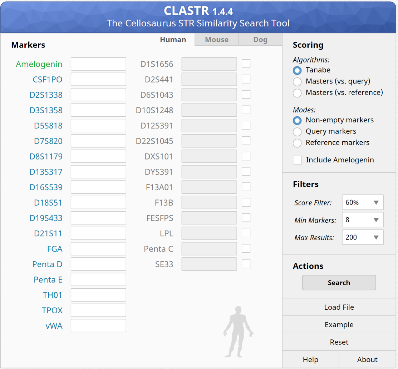 CLASTR 1.4.4
The Cellosaurus STR Similarity Search Tool
Markers
Human Mouse Dog
Amelogenin
CSF1PO
D2S1338
D3S1358
D5S818
D7S820
D8S1179
D13S317
D16S539
D18S51
D19S433
D21S11
FGA
Penta D
Penta E
TH01
TPOX
vWA
D1S1656
D2S441
D6S1043
D10S1248
D12S391
D22S1045
DXS101
DYS391
F13A01
F13B
FESFPS
LPL
Penta C
SE33
Scoring
Algorithms:
Tanabe
Masters (vs. query)
Masters (vs. reference)
Modes:
Non-empty markers
Query markers
Reference markers
Include Amelogenin
Filters
Score Filter: 60%
Min Markers: 8
Max Results: 200
Actions
Search
Load File
Example
Reset
Help About